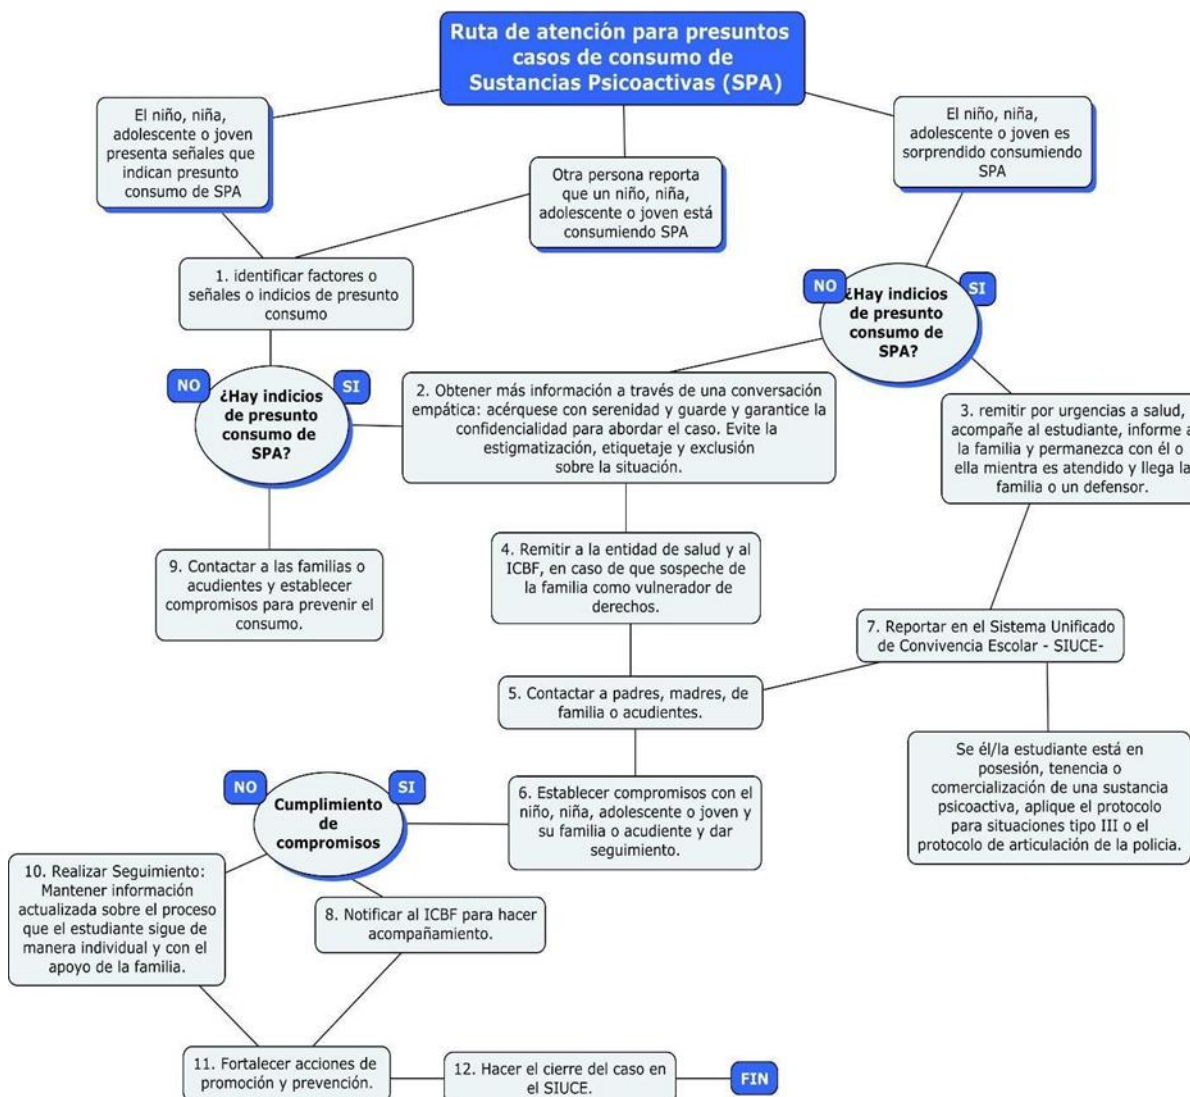 Ruta de atención para presuntos
casos de consumo de
Sustancias Psicoactivas (SPA)
El niño, niña,
adolescente o joven
presenta señales que
indican presunto
consumo de SPA
Otra persona reporta
que un niño, niña,
adolescente o joven está
consumiendo SPA
El niño, niña,
adolescente o joven es
sorprendido consumiendo
SPA
1. identificar factores o
señales o indicios de presunto
consumo
NO
SI
¿Hay indicios
de presunto
consumo de
SPA?
NO
SI
¿Hay indicios
de presunto
consumo de
SPA?
2. Obtener más información a través de una conversación
empática: acérquese con serenidad y guarde y garantice la
confidencialidad para abordar el caso. Evite la
estigmatización, etiquetaje y exclusión
sobre la situación.
3. remitir por urgencias a salud,
acompañe al estudiante, informe a
la familia y permanezca con él o
ella mientra es atendido y llega la
familia o un defensor.
9. Contactar a las familias o
acudientes y establecer
compromisos para prevenir el
consumo.
4. Remitir a la entidad de salud y al
ICBF, en caso de que sospeche de
la familia como vulnerador de
derechos.
7. Reportar en el Sistema Unificado
de Convivencia Escolar - SIUCE-
5. Contactar a padres, madres, de
familia o acudientes.
Se él/la estudiante está en
posesión, tenencia o
comercialización de una sustancia
psicoactiva, aplique el protocolo
para situaciones tipo III o el
protocolo de articulación de la policia.
NO
SI
Cumplimiento
de
compromisos
6. Establecer compromisos con el
niño, niña, adolescente o joven y
su familia o acudiente y dar
seguimiento.
10. Realizar Seguimiento:
Mantener información
actualizada sobre el proceso
que el estudiante sigue de
manera individual y con el
apoyo de la familia.
8. Notificar al ICBF para hacer
acompañamiento.
11. Fortalecer acciones de
promoción y prevención.
12. Hacer el cierre del caso en
el SIUCE.
FIN